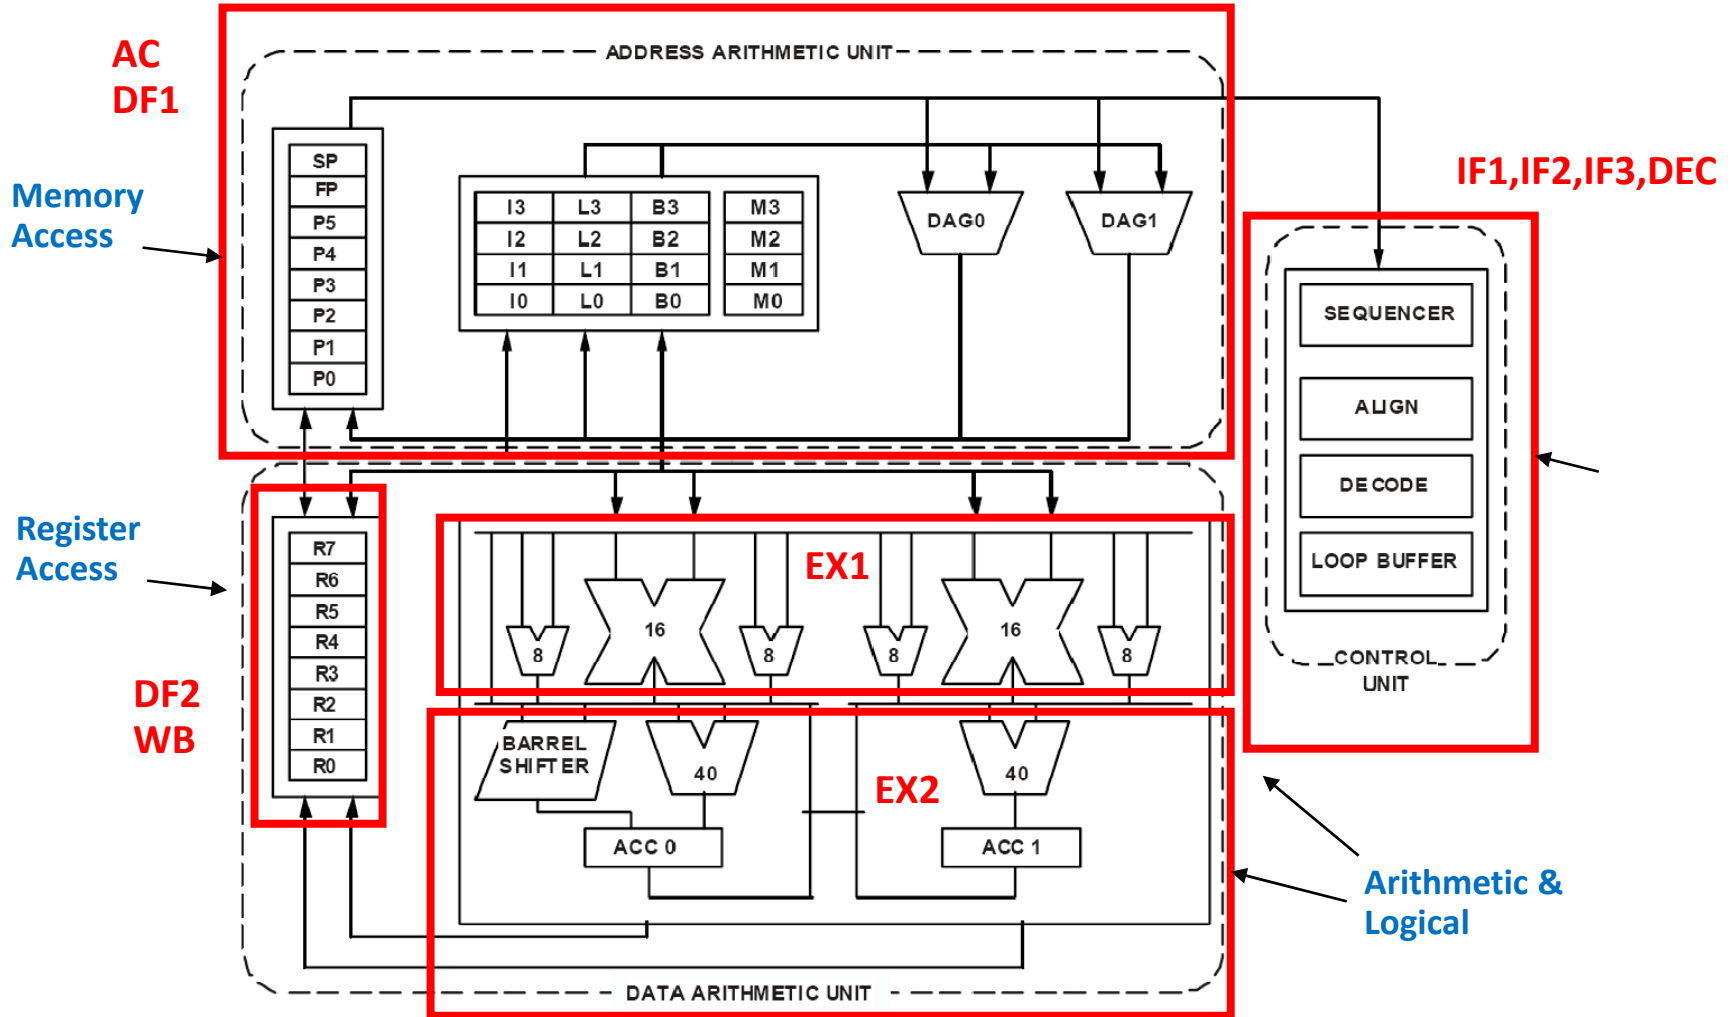 ADDRESS ARITHMETIC UNIT
AC
DF1
Memory
Access
SP
FP
P5
P4
P3
P2
P1
P0
I3 L3 B3 M3
I2 L2 B2 M2
I1 L1 B1 M1
I0 L0 B0 M0
DAG0
DAG1
IF1,IF2,IF3,DEC
SEQUENCER
ALIGN
DECODE
LOOP BUFFER
CONTROL
UNIT
Register
Access
DF2
WB
R7
R6
R5
R4
R3
R2
R1
R0
EX1
8
16
8
8
16
8
BARREL
SHIFTER
40
EX2
40
ACC 0
ACC 1
Arithmetic &
Logical
DATA ARITHMETIC UNIT